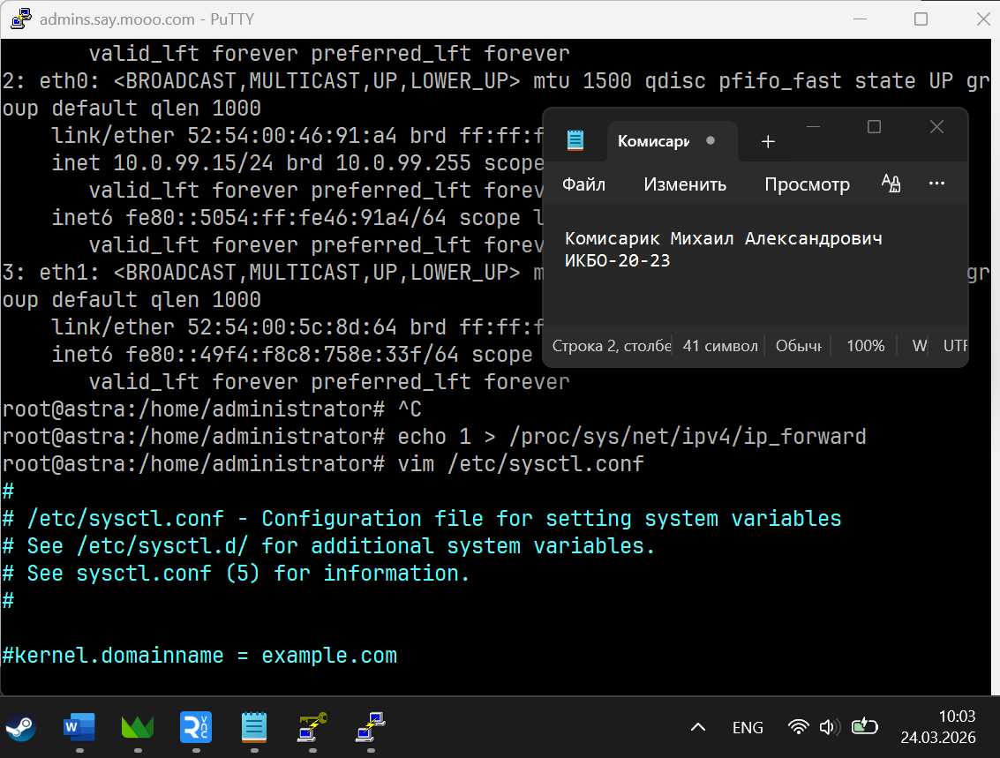 admins.say.mooo.com - PuTTY
valid_lft forever preferred_lft forever
2: eth0: <BROADCAST,MULTICAST,UP,LOWER_UP> mtu 1500 qdisc pfifo_fast state UP gr
oup default qlen 1000
link/ether 52:54:00:46:91:a4 brd ff:ff:f
inet 10.0.99.15/24 brd 10.0.99.255 scope
valid_lft forever preferred_lft forev
inet6 fe80::5054:ff:fe46:91a4/64 scope l
valid_lft forever preferred_lft forev
3: eth1: <BROADCAST,MULTICAST,UP,LOWER_UP> m gr
oup default qlen 1000
link/ether 52:54:00:5c:8d:64 brd ff:ff:f
inet6 fe80::49f4:f8c8:758e:33f/64 scope
valid_lft forever preferred_lft forever
root@astra:/home/administrator# ^C
root@astra:/home/administrator# echo 1 > /proc/sys/net/ipv4/ip_forward
root@astra:/home/administrator# vim /etc/sysctl.conf
#
# /etc/sysctl.conf - Configuration file for setting system variables
# See /etc/sysctl.d/ for additional system variables.
# See sysctl.conf (5) for information.
#
#kernel.domainname = example.com
Комисари
Файл Изменить Просмотр
Комисарик Михаил Александрович
ИКБО-20-23
Строка 2, столбе 41 символ Обычн 100% W UTF
ENG
10:03
24.03.2026